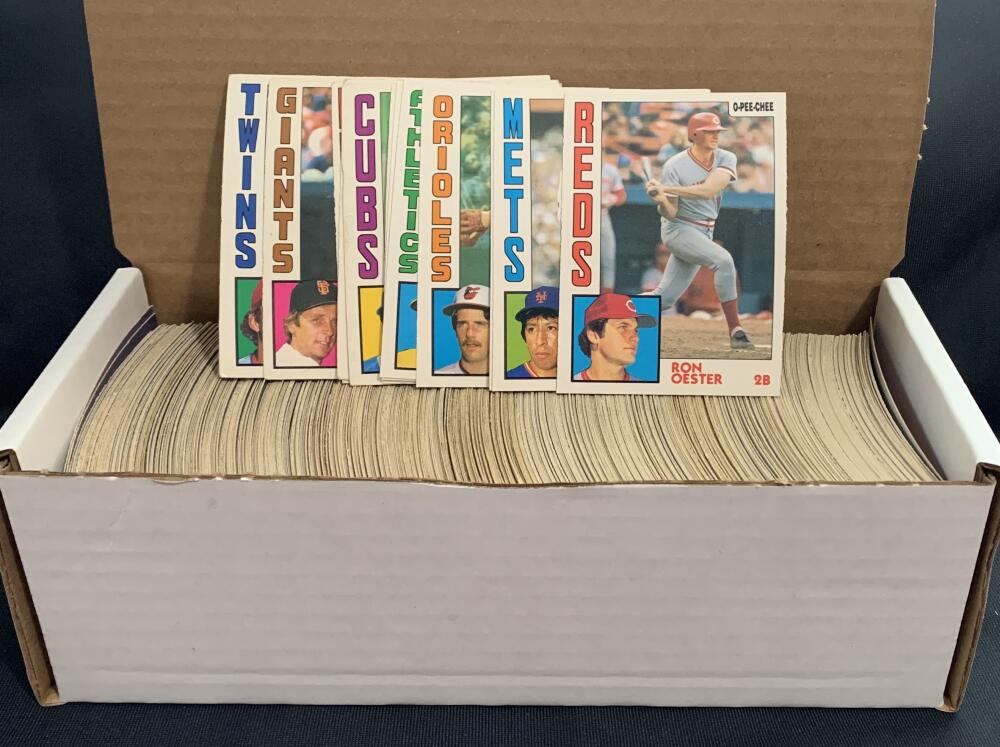 TWINS
GIANTS
CUBS
ATHLETICS
ORIOLES
METS
REDS
O-PEE-CHEE
RON
OESTER 2B